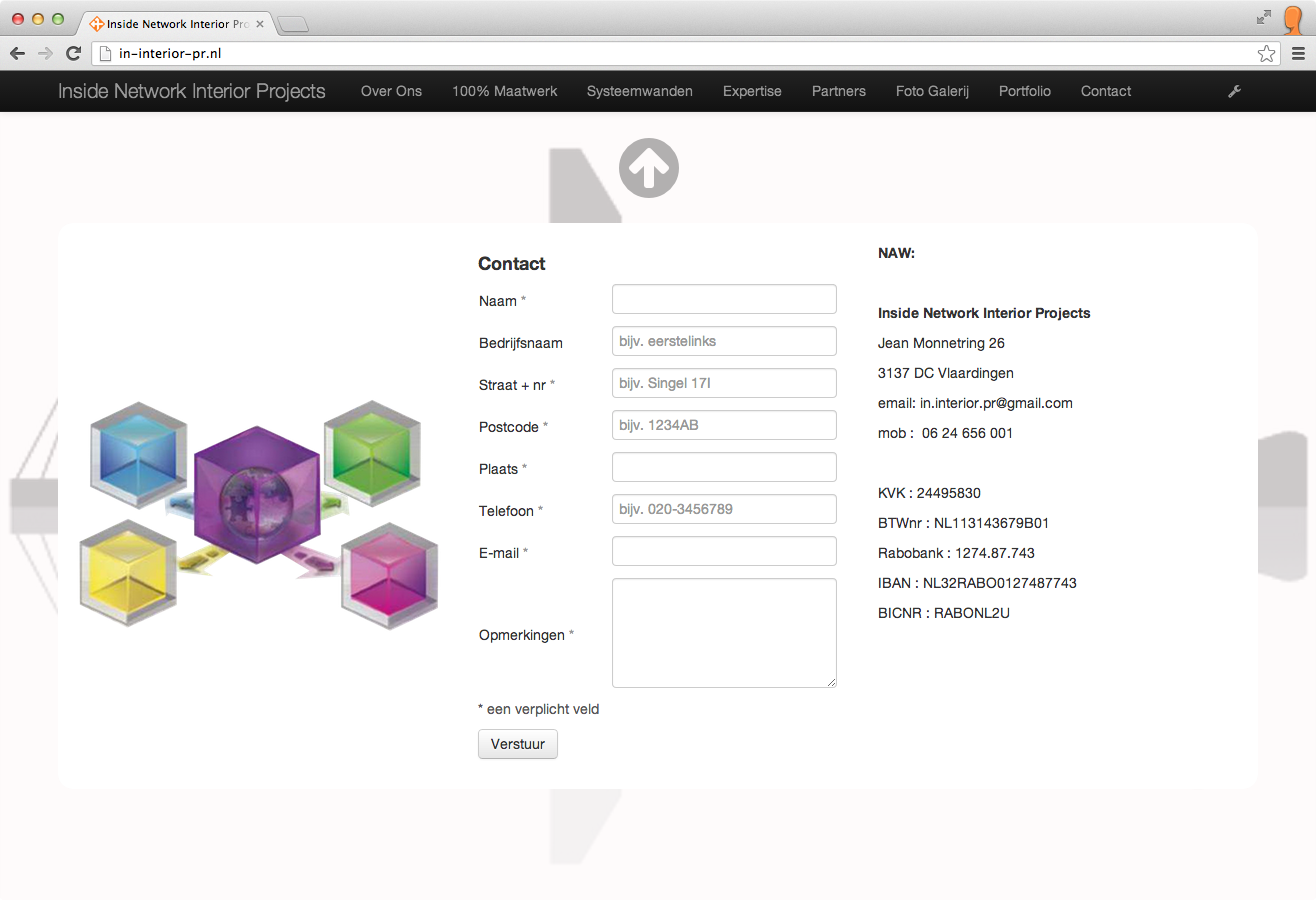 Inside Network Interior Pro
in-interior-pr.nl
Inside Network Interior Projects
Over Ons
100% Maatwerk
Systeemwanden
Expertise
Partners
Foto Galerij
Portfolio
Contact
Contact
Naam *
Bedrijfsnaam
bijv. eerstelinks
Straat + nr *
bijv. Singel 17I
Postcode *
bijv. 1234AB
Plaats *
Telefoon *
bijv. 020-3456789
E-mail *
Opmerkingen *
* een verplicht veld
Verstuur
NAW:
Inside Network Interior Projects
Jean Monnetring 26
3137 DC Vlaardingen
email: in.interior.pr@gmail.com
mob : 06 24 656 001
KVK : 24495830
BTWnr : NL113143679B01
Rabobank : 1274.87.743
IBAN : NL32RABO0127487743
BICNR : RABONL2U